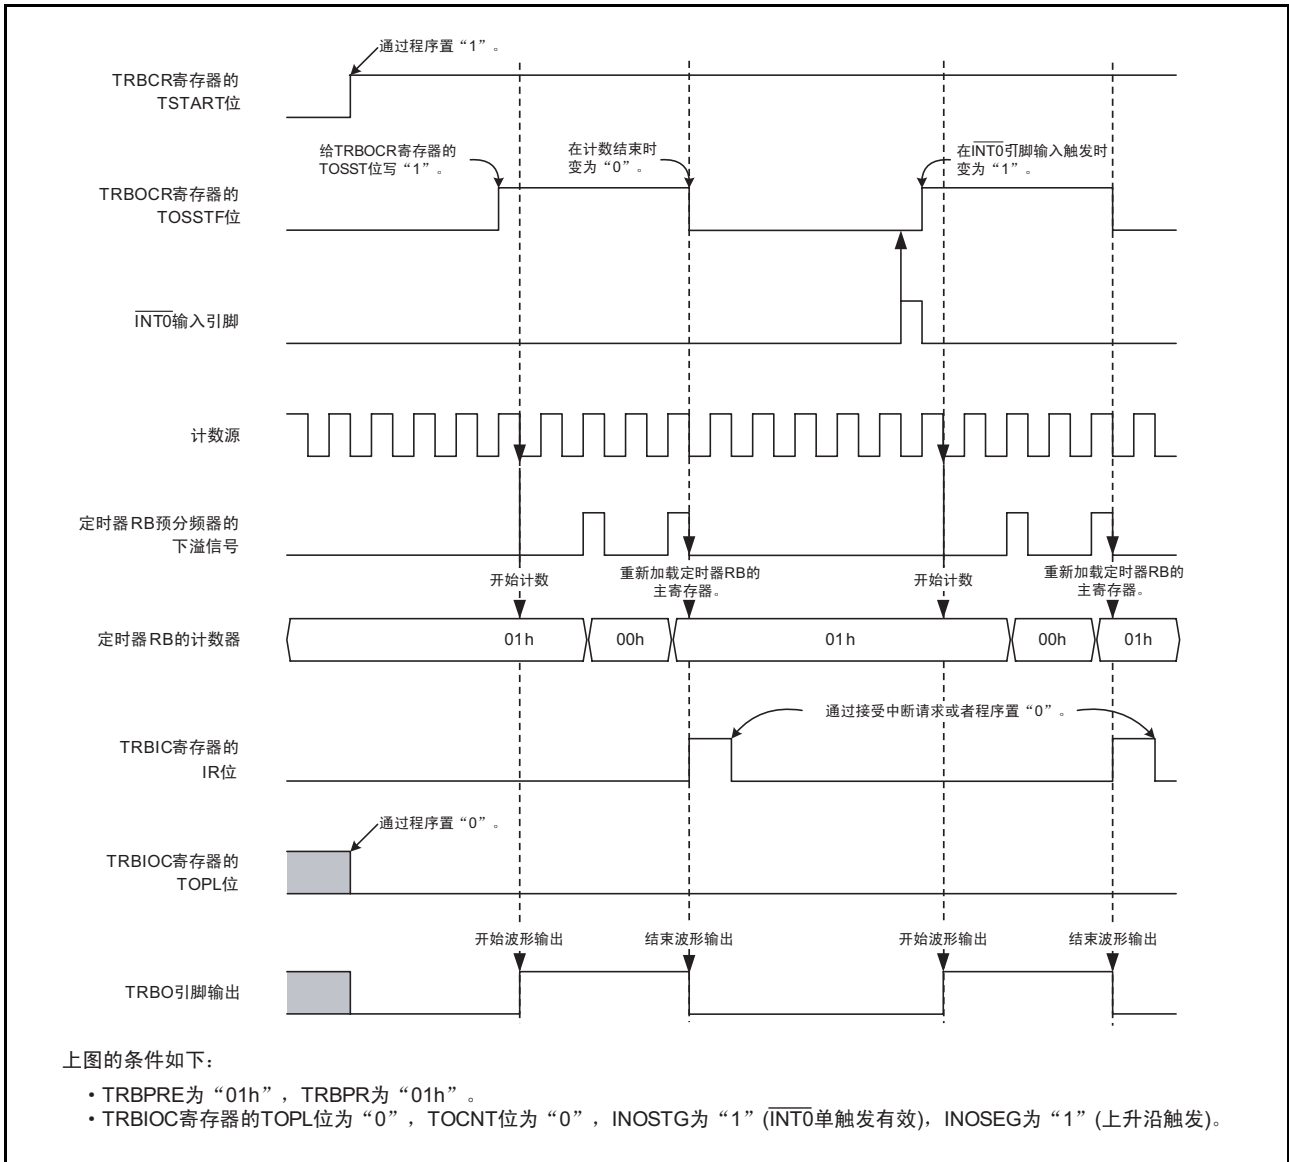 通过程序置“1”。
TRBCR寄存器的
TSTART位
给TRBOCR寄存器的
TOSST位写“1”。
在计数结束时
变为“0”。
在INT0引脚输入触发时
变为“1”。
TRBOCR寄存器的
TOSSTF位
INT0输入引脚
计数源
定时器RB预分频器的
下溢信号
开始计数
重新加载定时器RB的
主寄存器。
开始计数
重新加载定时器RB的
主寄存器。
定时器RB的计数器
01h
00h
01h
00h
01h
通过接受中断请求或者程序置“0”。
TRBIC寄存器的
IR位
通过程序置“0”。
TRBIOC寄存器的
TOPL位
开始波形输出
结束波形输出
开始波形输出
结束波形输出
TRBO引脚输出
上图的条件如下：
・TRBPRE为“01h”，TRBPR为“01h”。
・TRBIOC寄存器的TOPL位为“0”，TOCNT位为“0”，INOSTG为“1”(INT0单触发有效)，INOSEG为“1”(上升沿触发)。